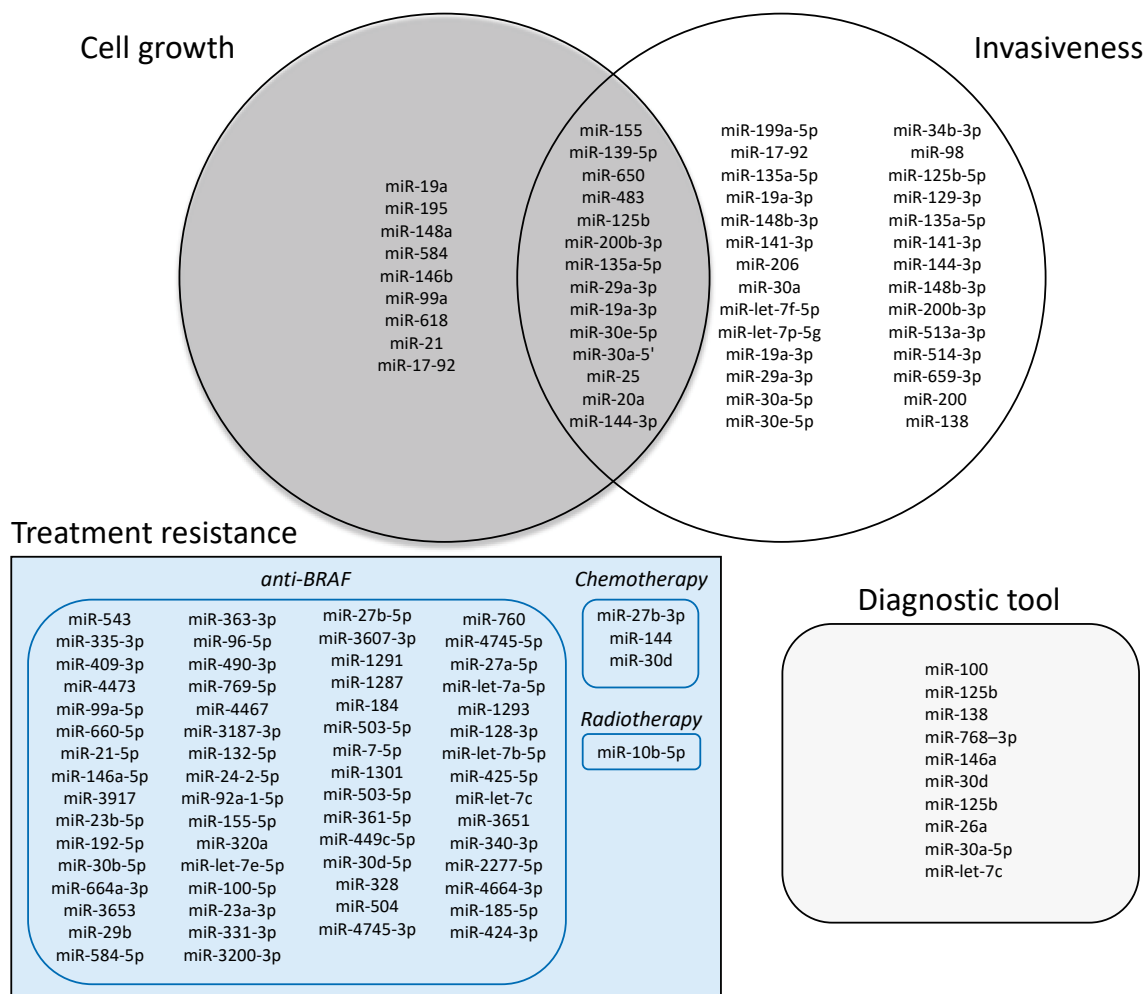 Cell growth
Invasiveness
miR-19a
miR-195
miR-148a
miR-584
miR-146b
miR-99a
miR-618
miR-21
miR-17-92
miR-155
miR-139-5p
miR-650
miR-483
miR-125b
miR-200b-3p
miR-135a-5p
miR-29a-3p
miR-19a-3p
miR-30e-5p
miR-30a-5'
miR-25
miR-20a
miR-144-3p
miR-199a-5p
miR-17-92
miR-135a-5p
miR-19a-3p
miR-148b-3p
miR-141-3p
miR-206
miR-30a
miR-let-7f-5p
miR-let-7p-5g
miR-19a-3p
miR-29a-3p
miR-30a-5p
miR-30e-5p
miR-34b-3p
miR-98
miR-125b-5p
miR-129-3p
miR-135a-5p
miR-141-3p
miR-144-3p
miR-148b-3p
miR-200b-3p
miR-513a-3p
miR-514-3p
miR-659-3p
miR-200
miR-138
Treatment resistance
anti-BRAF
miR-543
miR-335-3p
miR-409-3p
miR-4473
miR-99a-5p
miR-660-5p
miR-21-5p
miR-146a-5p
miR-3917
miR-23b-5p
miR-192-5p
miR-30b-5p
miR-664a-3p
miR-3653
miR-29b
miR-584-5p
miR-363-3p
miR-96-5p
miR-490-3p
miR-769-5p
miR-4467
miR-3187-3p
miR-132-5p
miR-24-2-5p
miR-92a-1-5p
miR-155-5p
miR-320a
miR-let-7e-5p
miR-100-5p
miR-23a-3p
miR-331-3p
miR-3200-3p
miR-27b-5p
miR-3607-3p
miR-1291
miR-1287
miR-184
miR-503-5p
miR-7-5p
miR-1301
miR-503-5p
miR-361-5p
miR-449c-5p
miR-30d-5p
miR-328
miR-504
miR-4745-3p
miR-760
miR-4745-5p
miR-27a-5p
miR-let-7a-5p
miR-1293
miR-128-3p
miR-let-7b-5p
miR-425-5p
miR-let-7c
miR-3651
miR-340-3p
miR-2277-5p
miR-4664-3p
miR-185-5p
miR-424-3p
Chemotherapy
miR-27b-3p
miR-144
miR-30d
Radiotherapy
miR-10b-5p
Diagnostic tool
miR-100
miR-125b
miR-138
miR-768–3p
miR-146a
miR-30d
miR-125b
miR-26a
miR-30a-5p
miR-let-7c